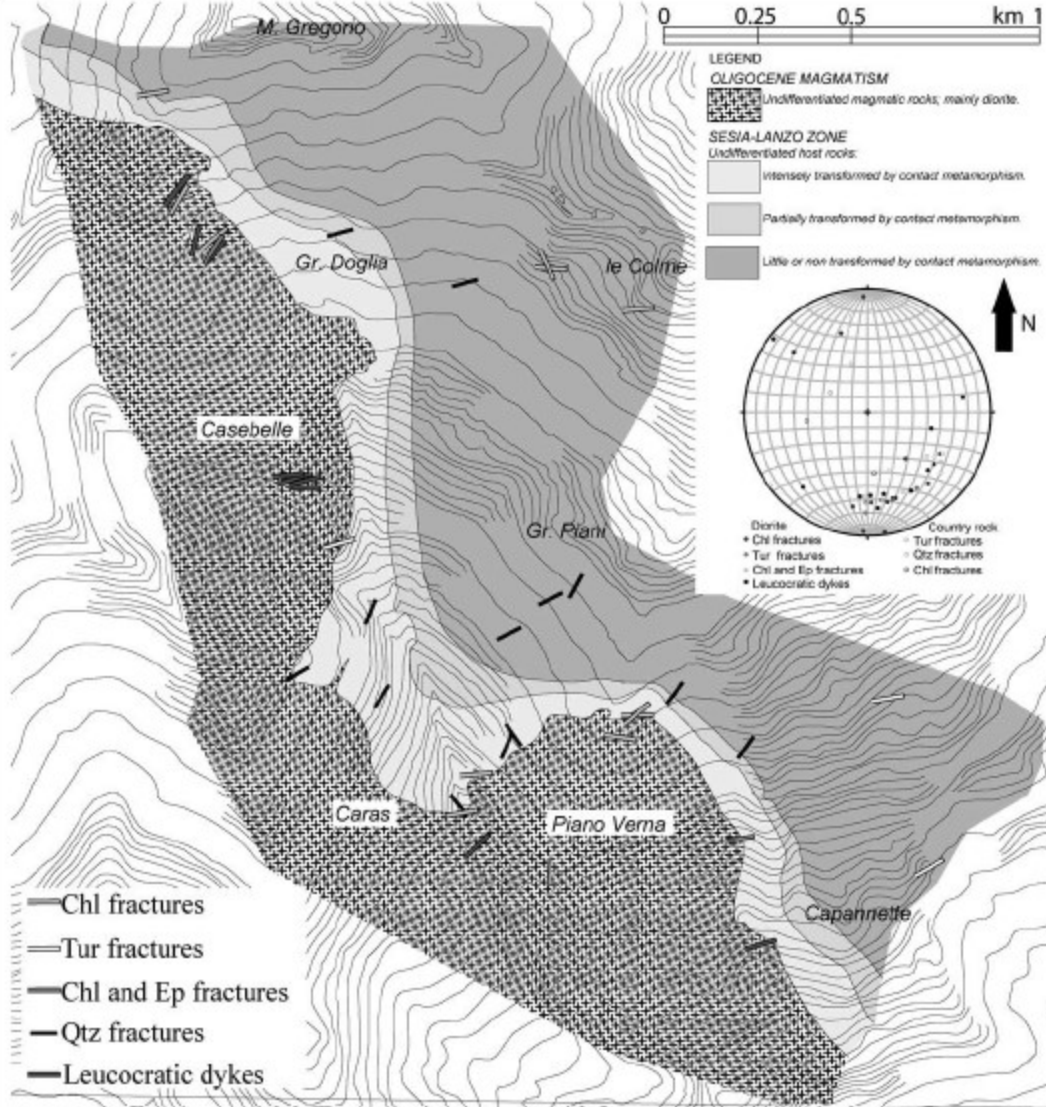 M. Gregorio
0 0.25 0.5 km 1
LEGEND
OLIGOCENE MAGMATISM
Undifferentiated magmatic rocks; mainly diorite.
SESIA-LANZO ZONE
Undifferentiated host rocks:
Intensely transformed by contact metamorphism.
Partially transformed by contact metamorphism.
Little or non transformed by contact metamorphism.
N
Gr. Doglia
le Colme
Casebelle
Gr. Piani
Diorite
Chl fractures
Tur fractures
Chl and Ep fractures
Leucocratic dykes
Country rock
Tur fractures
Qtz fractures
Chl fractures
Caras
Piano Verna
Capannette
Chl fractures
Tur fractures
Chl and Ep fractures
Qtz fractures
Leucocratic dykes